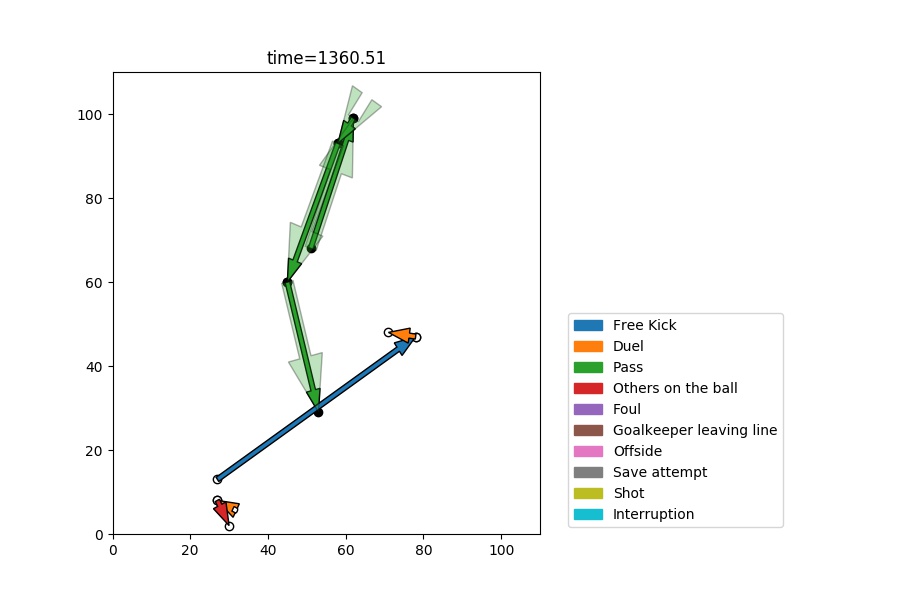 time=1360.51
100
80
60
40
20
0
0 20 40 60 80 100
Free Kick
Duel
Pass
Others on the ball
Foul
Goalkeeper leaving line
Offside
Save attempt
Shot
Interruption